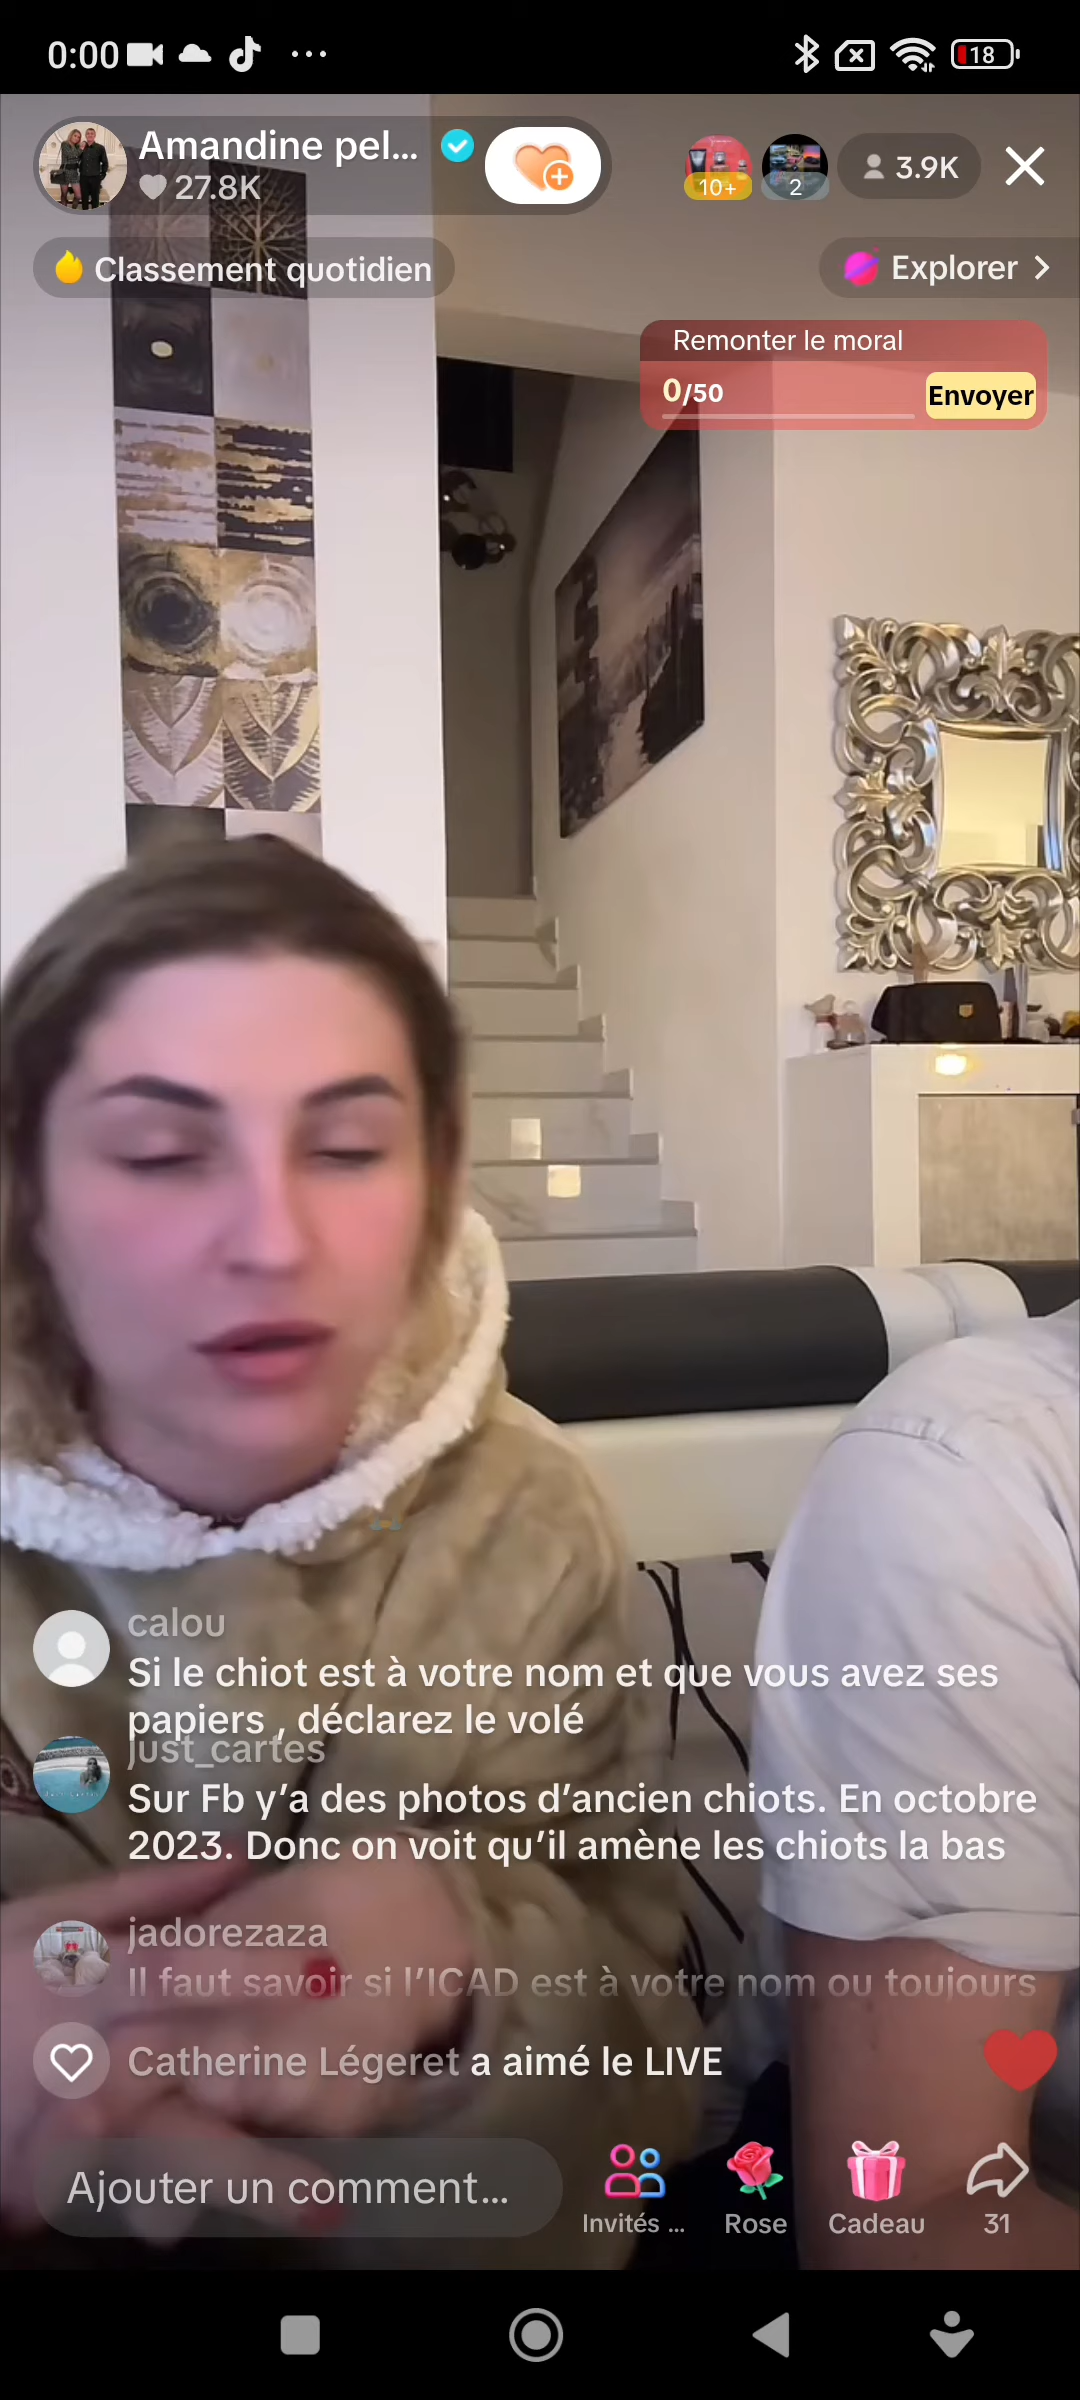 0:00
18
Amandine pel...
27.8K
10+
2
3.9K
Classement quotidien
Explorer
Remonter le moral
0/50
Envoyer
calou
Si le chiot est à votre nom et que vous avez ses
papiers , déclarez le volé
just_cartes
Sur Fb y’a des photos d’ancien chiots. En octobre
2023. Donc on voit qu’il amène les chiots la bas
jadorezaza
Il faut savoir si l’ICAD est à votre nom ou toujours
Catherine Légeret a aimé le LIVE
Ajouter un comment...
Invités ...
Rose
Cadeau
31